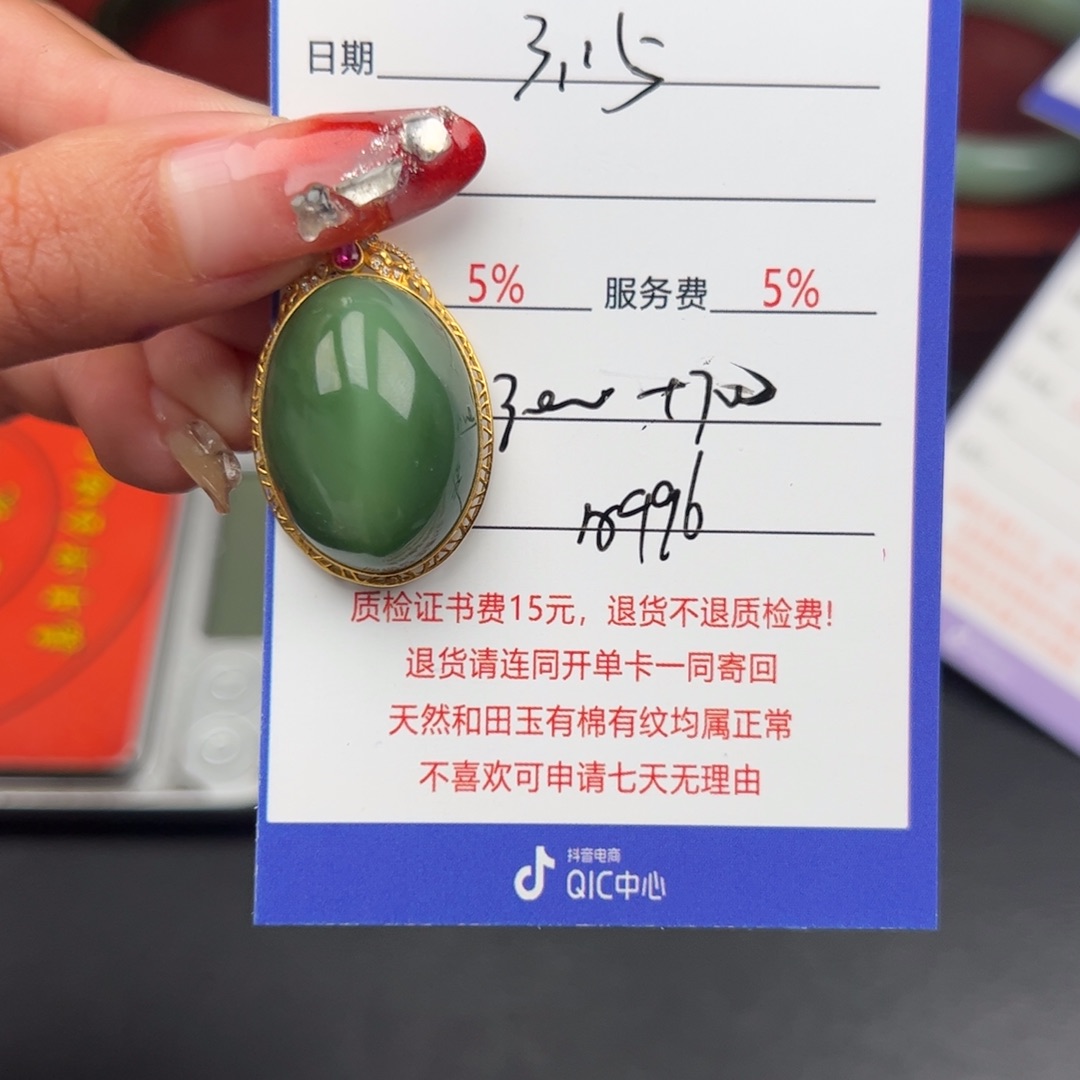 日期 3.15
5% 服务费 5%
质检证书费15元，退货不退质检费！
退货请连同开单卡一同寄回
天然和田玉有棉有纹均属正常
不喜欢可申请七天无理由
抖音电商
QIC中心